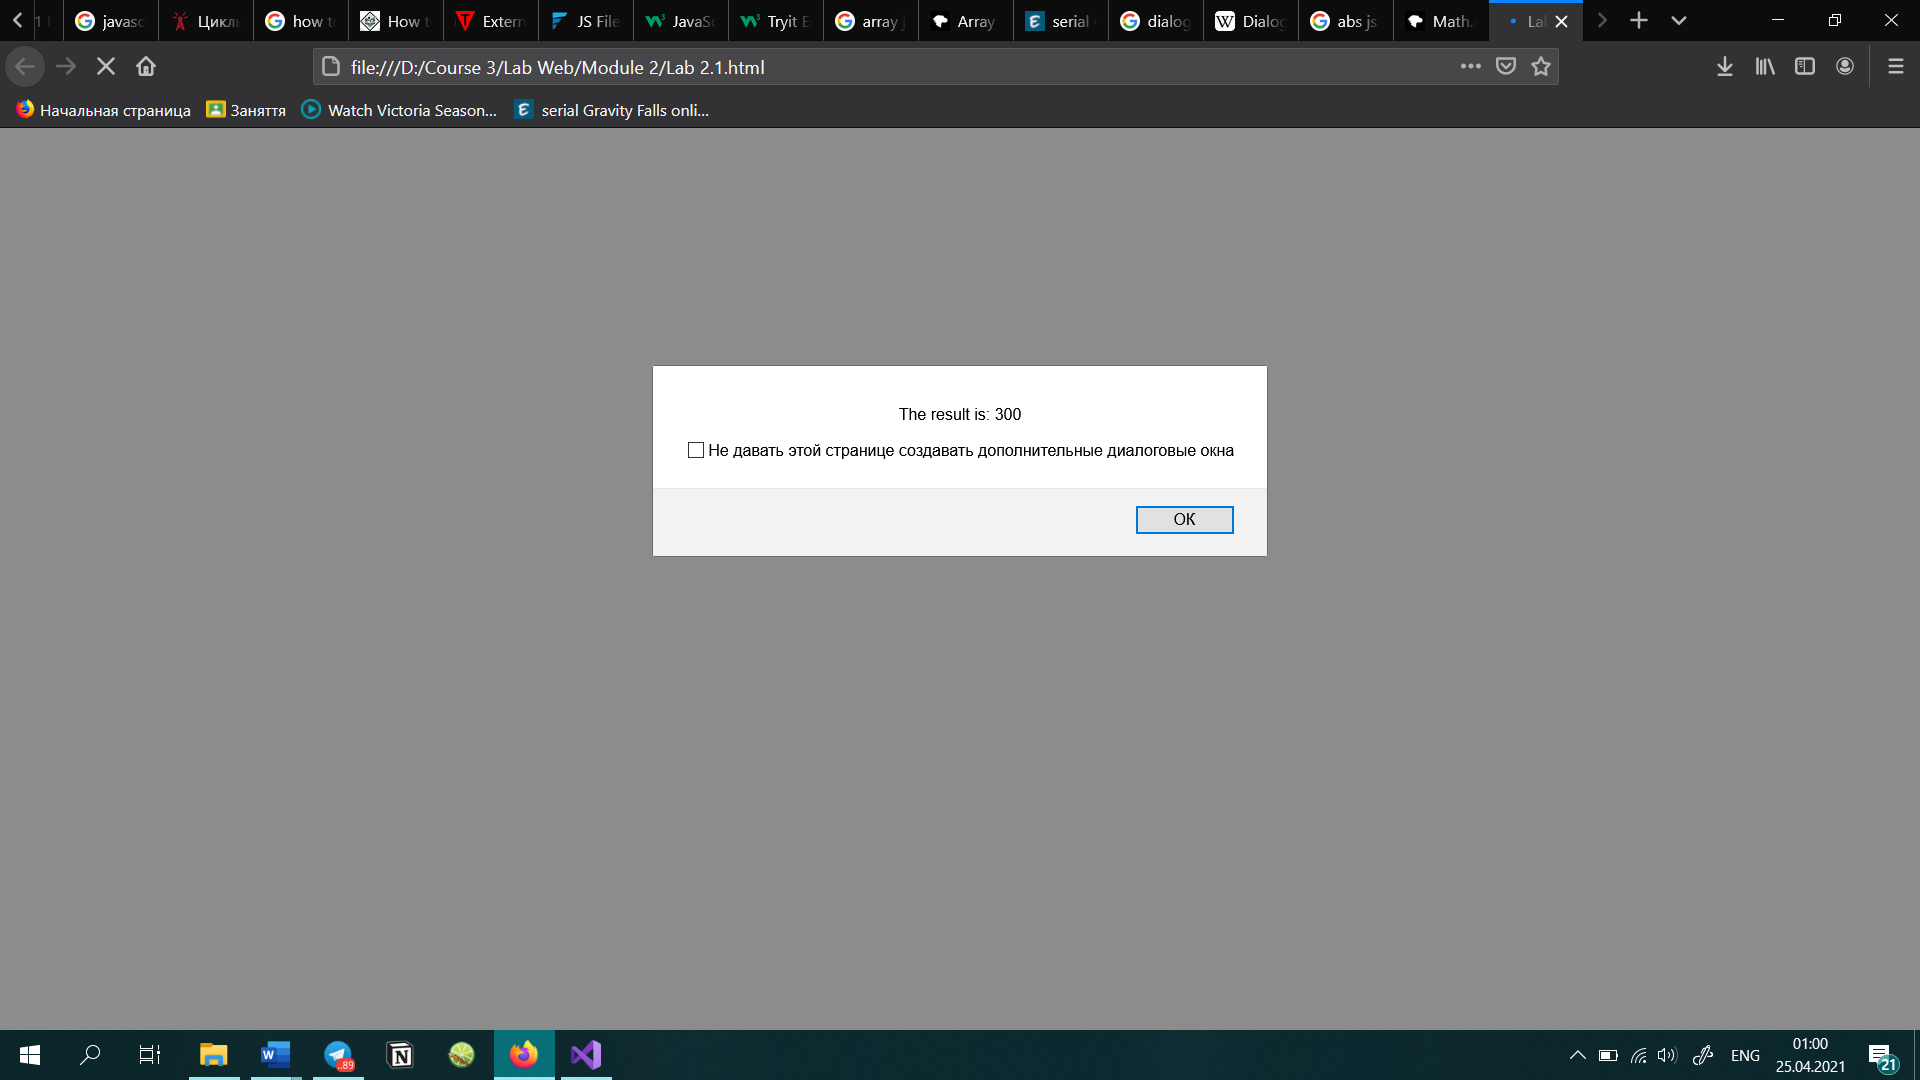 javasc
Цикл
how t
How t
Extern
JS File
JavaSc
Tryit E
array j
Array
serial
dialog
Dialog
abs js
Math.
Lab
file:///D:/Course 3/Lab Web/Module 2/Lab 2.1.html
Начальная страница
Заняття
Watch Victoria Season...
serial Gravity Falls onli...
The result is: 300
Не давать этой странице создавать дополнительные диалоговые окна
OK
..89
ENG
01:00
25.04.2021
21